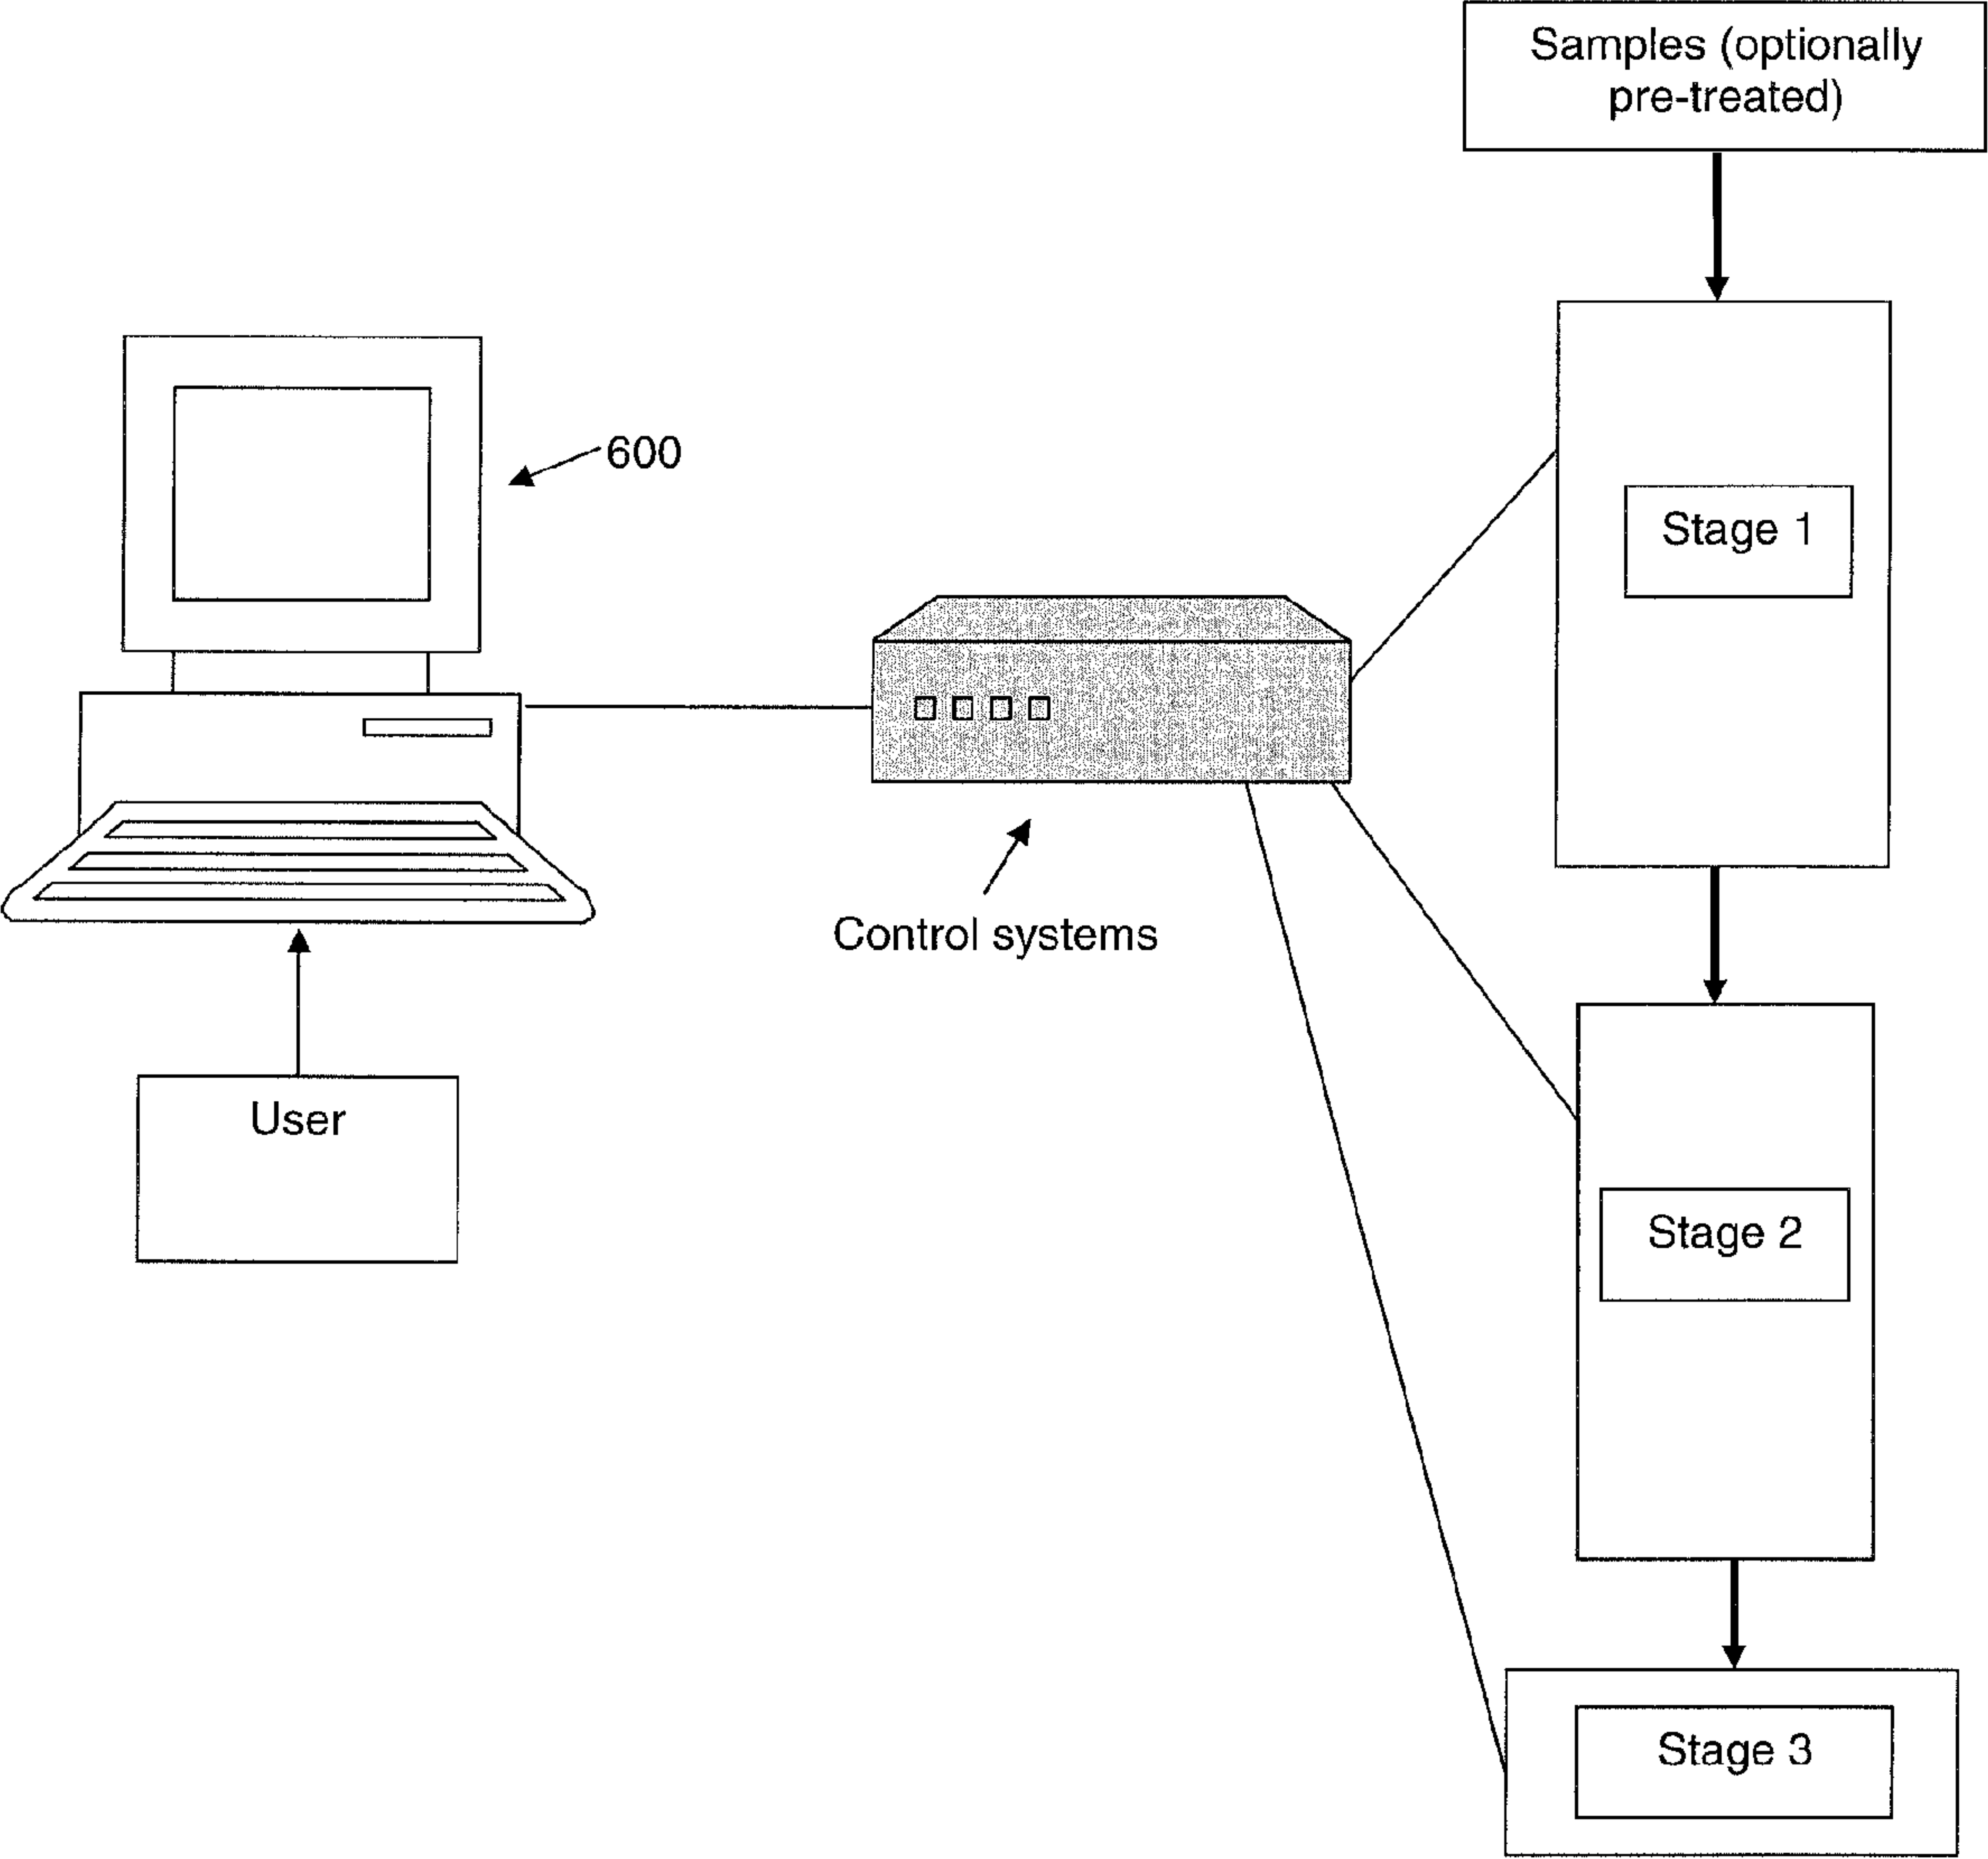 Samples (optionally
pre-treated)
600
Stage 1
Control systems
User
Stage 2
Stage 3